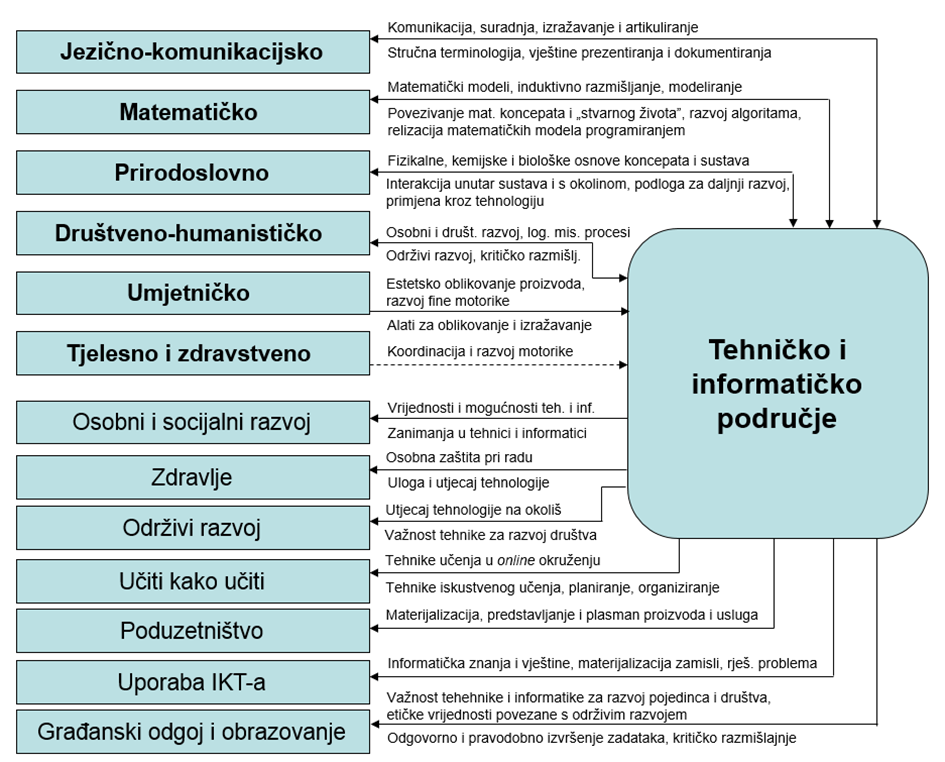 Jezično-komunikacijsko
Komunikacija, suradnja, izražavanje i artikuliranje
Stručna terminologija, vještine prezentiranja i dokumentiranja
Matematičko
Matematički modeli, induktivno razmišljanje, modeliranje
Povezivanje mat. koncepata i „stvarnog života”, razvoj algoritama,
relizacija matematičkih modela programiranjem
Prirodoslovno
Fizikalne, kemijske i biološke osnove koncepata i sustava
Interakcija unutar sustava i s okolinom, podloga za daljnji razvoj,
primjena kroz tehnologiju
Društveno-humanističko
Osobni i društ. razvoj, log. mis. procesi
Održivi razvoj, kritičko razmišlj.
Umjetničko
Estetsko oblikovanje proizvoda,
razvoj fine motorike
Alati za oblikovanje i izražavanje
Tjelesno i zdravstveno
Koordinacija i razvoj motorike
Tehničko i
informatičko
područje
Osobni i socijalni razvoj
Vrijednosti i mogućnosti teh. i inf.
Zanimanja u tehnici i informatici
Zdravlje
Osobna zaštita pri radu
Uloga i utjecaj tehnologije
Održivi razvoj
Utjecaj tehnologije na okoliš
Važnost tehnike za razvoj društva
Učiti kako učiti
Tehnike učenja u online okruženju
Tehnike iskustvenog učenja, planiranje, organiziranje
Poduzetništvo
Materijalizacija, predstavljanje i plasman proizvoda i usluga
Uporaba IKT-a
Informatička znanja i vještine, materijalizacija zamisli, rješ. problema
Građanski odgoj i obrazovanje
Važnost tehehnike i informatike za razvoj pojedinca i društva,
etičke vrijednosti povezane s održivim razvojem
Odgovorno i pravodobno izvršenje zadataka, kritičko razmišlajnje